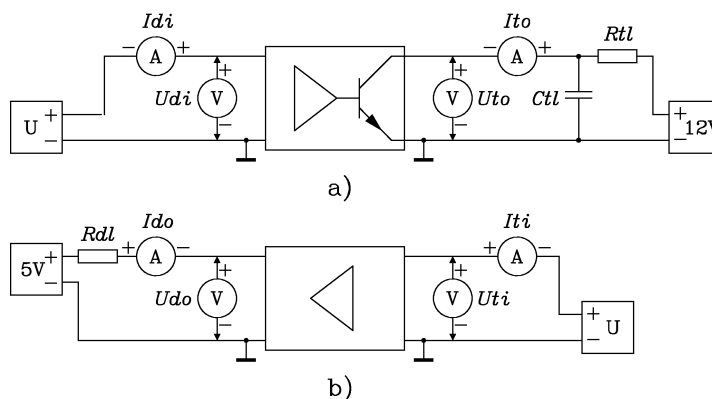 Idi Ito
− A + − A + Rtl
+ + +
U + Udi V Uto V Ctl + 12V
− − − −
a)
Ido Iti
Rdl + A − + A −
5V + + +
− Udo V V Uti + U
− − −
b)